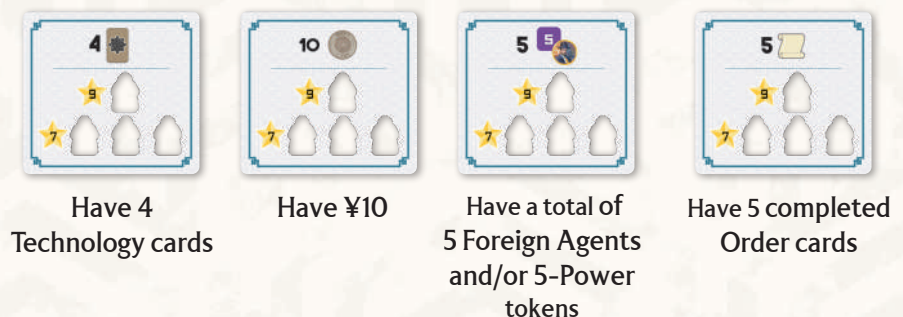 4
9
7
10
9
7
5 5
9
7
5
9
7
Have 4
Technology cards
Have ¥10
Have a total of
5 Foreign Agents
and/or 5-Power
tokens
Have 5 completed
Order cards